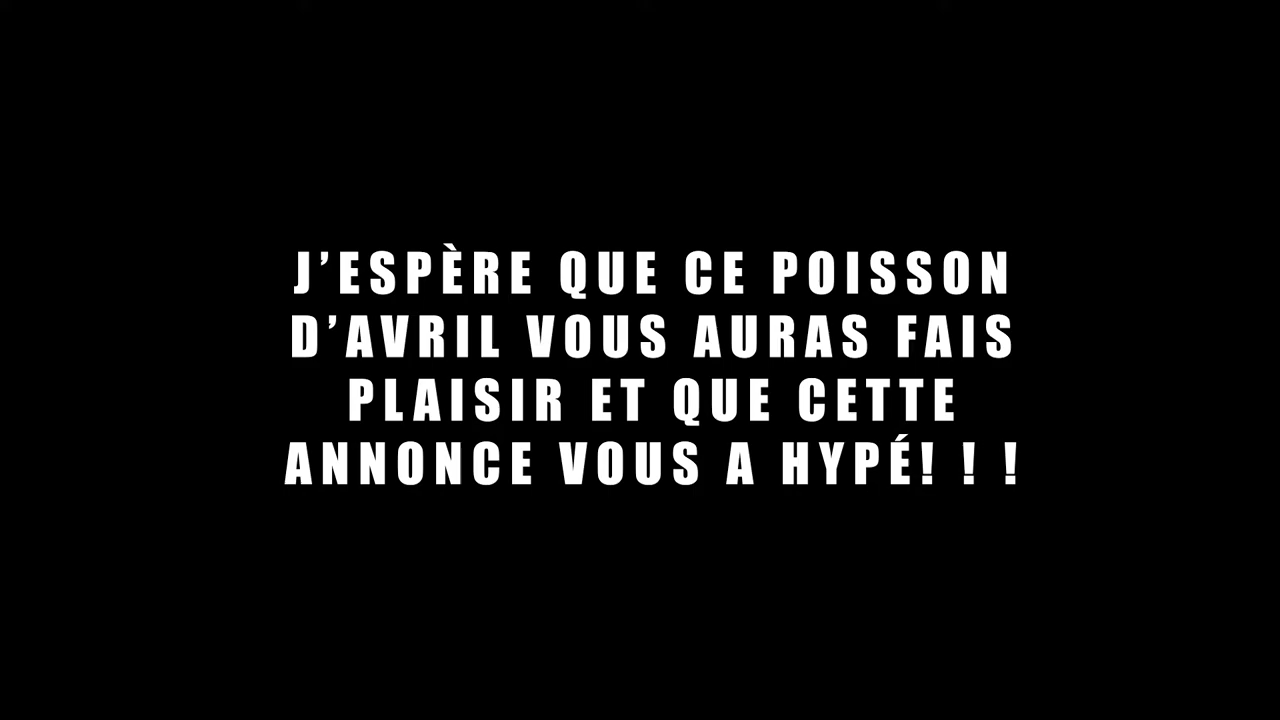 J’ESPÈRE QUE CE POISSON
D’AVRIL VOUS AURAS FAIS
PLAISIR ET QUE CETTE
ANNONCE VOUS A HYPÉ! ! !